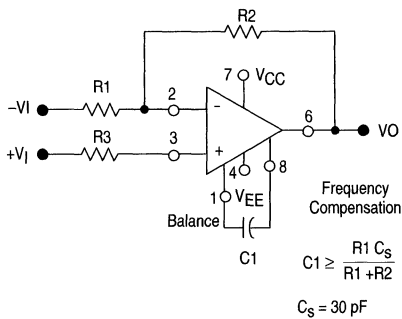 R2
7 VCC
R1
–VI
2
–
6
VO
R3
+VI
3
+
4
8
VEE
1
Balance
C1
Frequency
Compensation
C1 ≥ R1 CS
R1 +R2
CS = 30 pF